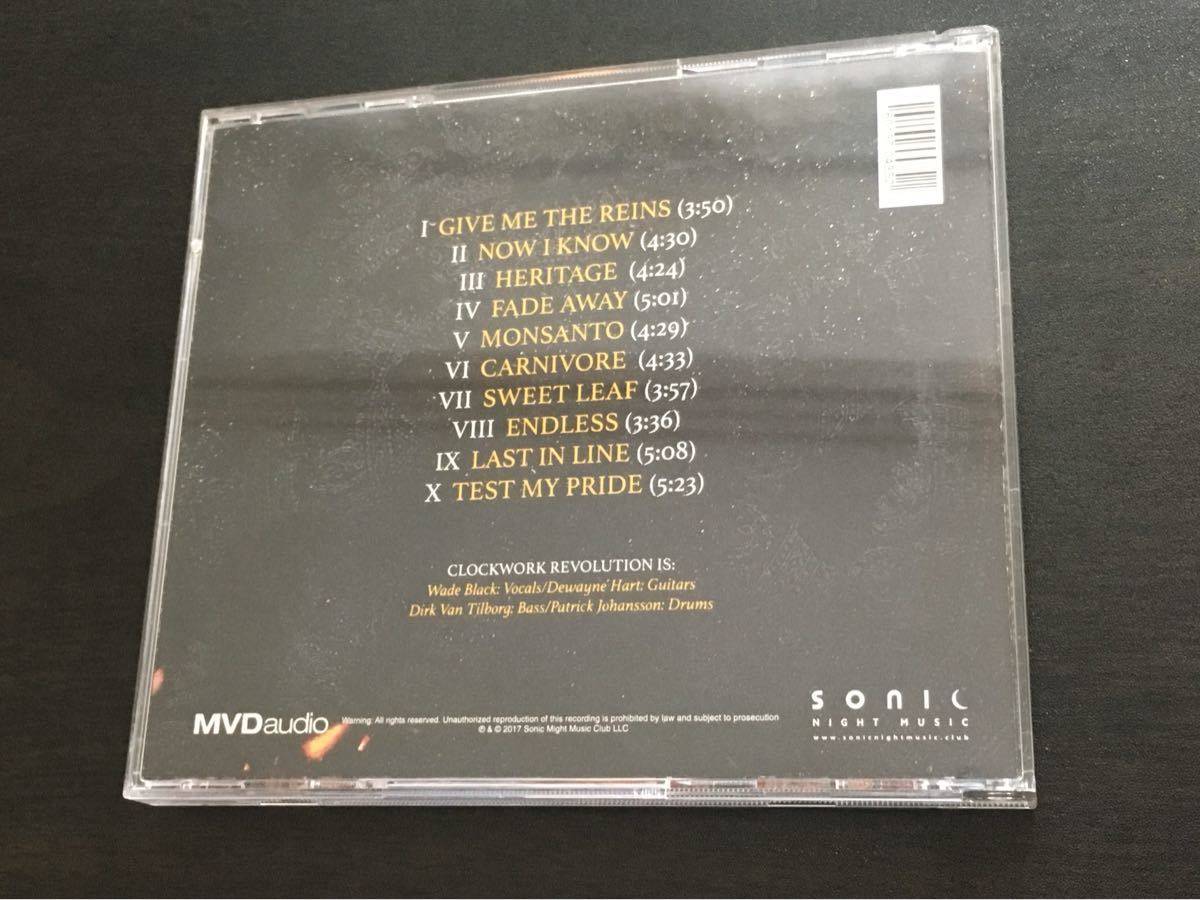 I GIVE ME THE REINS (3:50)
II NOW I KNOW (4:30)
III HERITAGE (4:24)
IV FADE AWAY (5:01)
V MONSANTO (4:29)
VI CARNIVORE (4:33)
VII SWEET LEAF (3:57)
VIII ENDLESS (3:36)
IX LAST IN LINE (5:08)
X TEST MY PRIDE (5:23)
CLOCKWORK REVOLUTION IS:
Wade Black: Vocals/Dewayne Hart: Guitars
Dirk Van Tilborg: Bass/Patrick Johansson: Drums
MVDaudio
Warning: All rights reserved. Unauthorized reproduction of this recording is prohibited by law and subject to prosecution
℗ & © 2017 Sonic Might Music Club LLC
SONIC
NIGHT MUSIC
www.sonicnightmusic.club